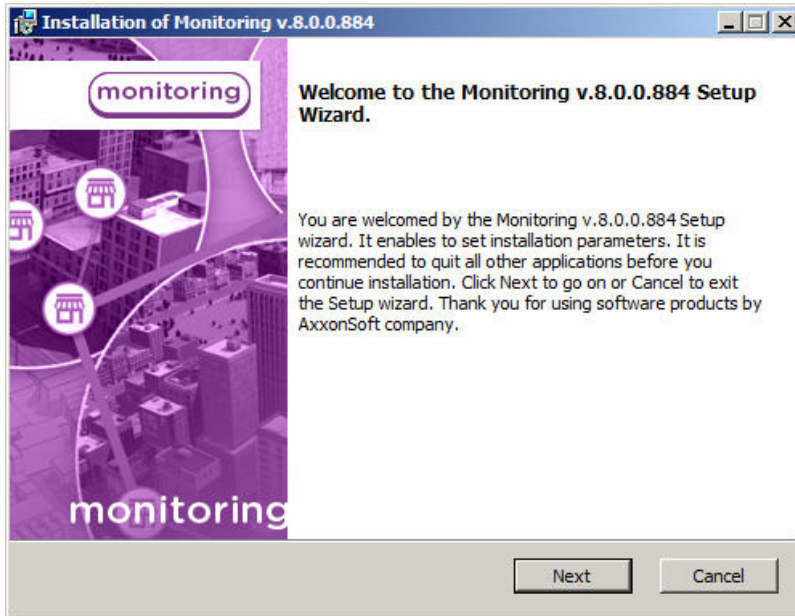 Installation of Monitoring v.8.0.0.884
monitoring
Welcome to the Monitoring v.8.0.0.884 Setup
Wizard.
You are welcomed by the Monitoring v.8.0.0.884 Setup
wizard. It enables to set installation parameters. It is
recommended to quit all other applications before you
continue installation. Click Next to go on or Cancel to exit
the Setup wizard. Thank you for using software products by
AxxonSoft company.
monitoring
Next
Cancel